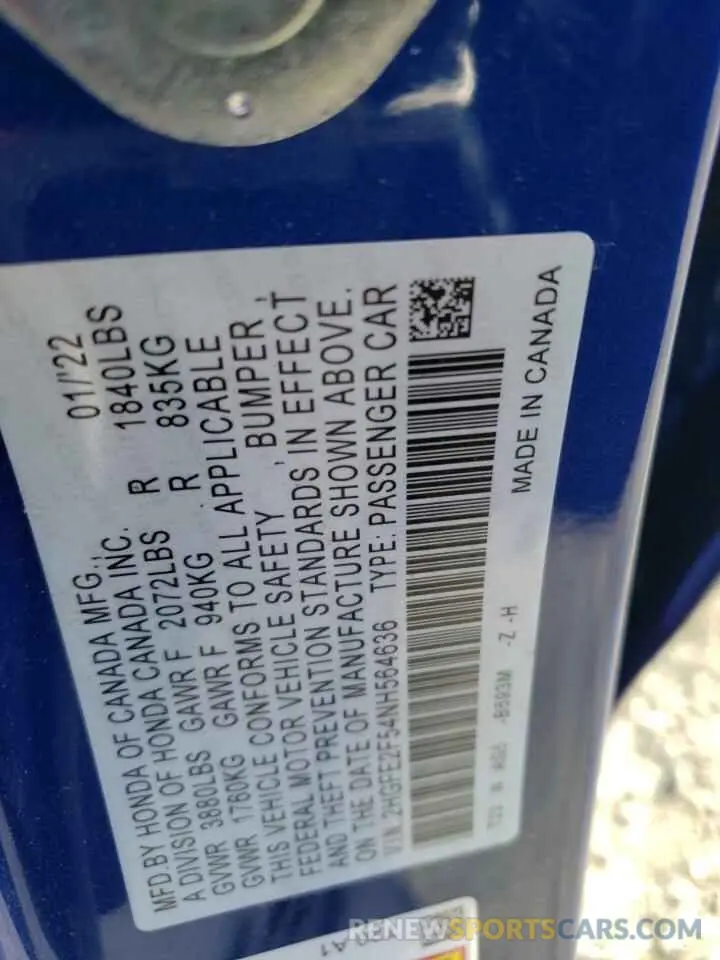 MFD.BY HONDA OF CANADA MFG., 01/'22
A DIVISION OF HONDA CANADA INC.
GVWR 3880LBS GAWR F 2072LBS R 1840LBS
GVWR 1760KG GAWR F 940KG R 835KG
THIS VEHICLE CONFORMS TO ALL APPLICABLE
FEDERAL MOTOR VEHICLE SAFETY , BUMPER ,
AND THEFT PREVENTION STANDARDS IN EFFECT
ON THE DATE OF MANUFACTURE SHOWN ABOVE.
V.I.N. 2HGFE2F54NH564636 TYPE: PASSENGER CAR
-B593M -Z -H
MADE IN CANADA
A1
RENEWSPORTSCARS.COM